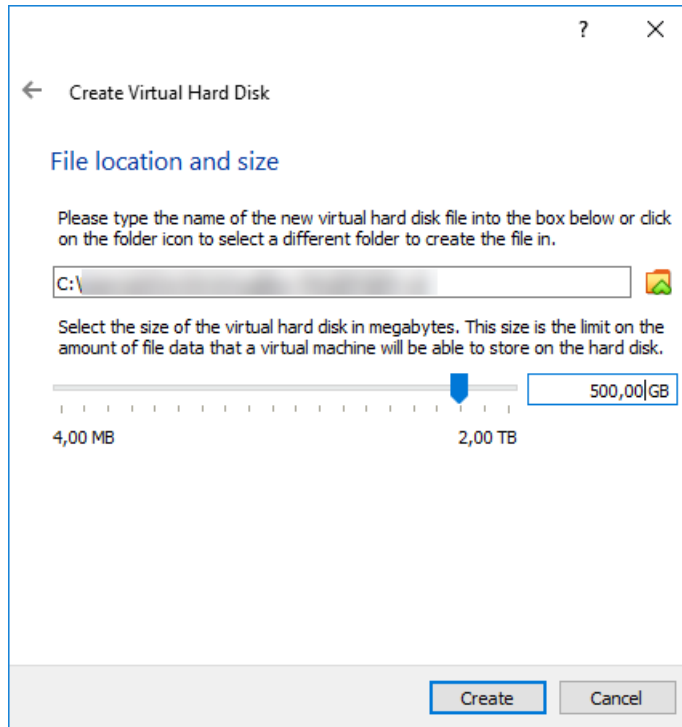 ?
Create Virtual Hard Disk
File location and size
Please type the name of the new virtual hard disk file into the box below or click
on the folder icon to select a different folder to create the file in.
C:\
Select the size of the virtual hard disk in megabytes. This size is the limit on the
amount of file data that a virtual machine will be able to store on the hard disk.
500,00 GB
4,00 MB 2,00 TB
Create Cancel